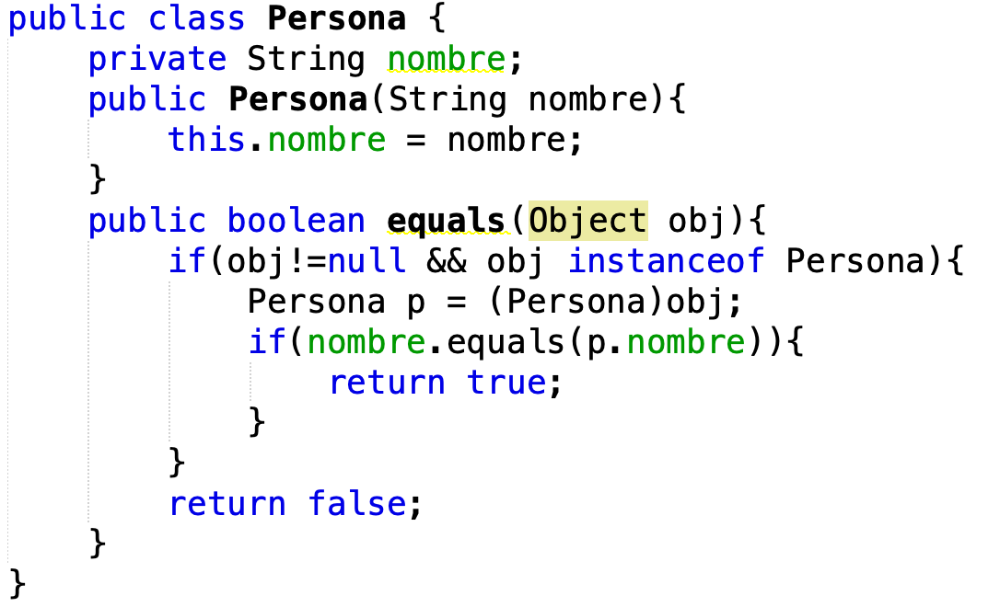 public class Persona {
    private String nombre;
    public Persona(String nombre){
        this.nombre = nombre;
    }
    public boolean equals(Object obj){
        if(obj!=null && obj instanceof Persona){
            Persona p = (Persona)obj;
            if(nombre.equals(p.nombre)){
                return true;
            }
        }
        return false;
    }
}